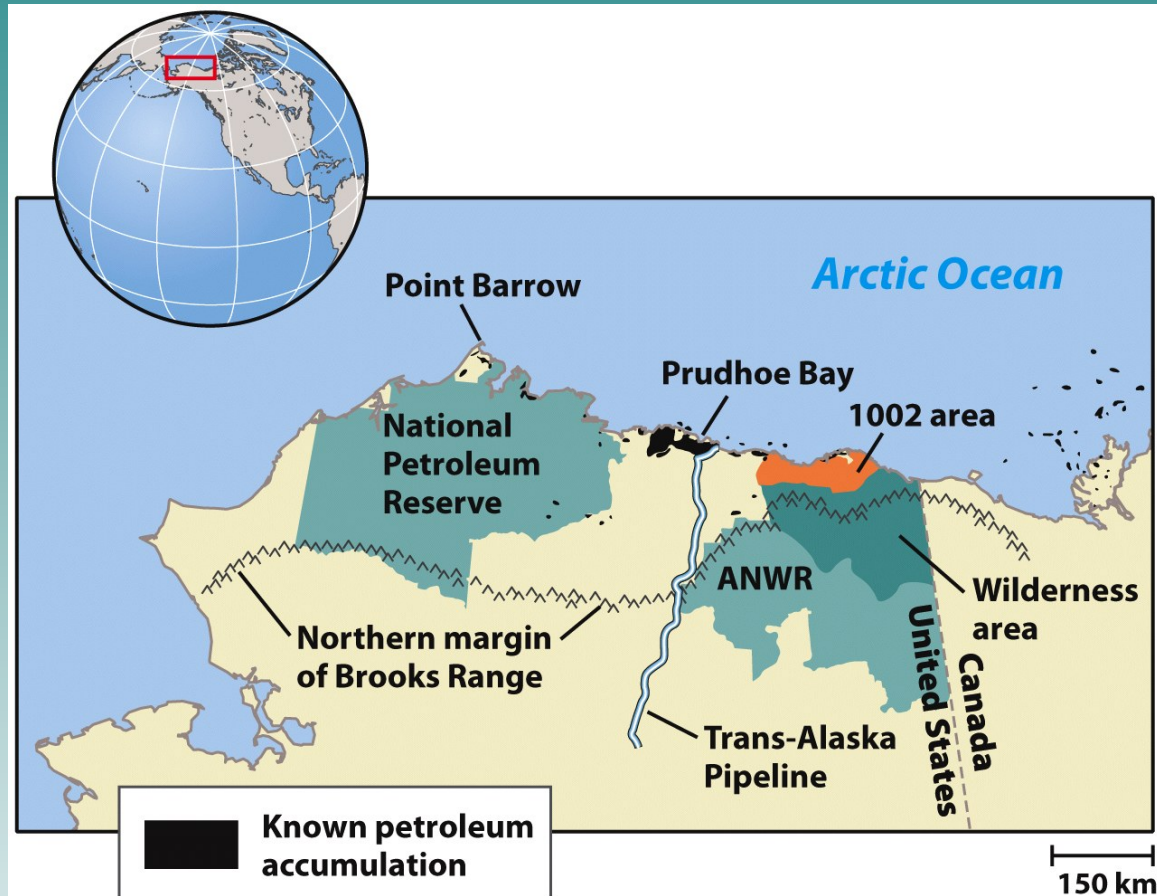 Arctic Ocean
Point Barrow
Prudhoe Bay
1002 area
National
Petroleum
Reserve
ANWR
Wilderness
area
Northern margin
of Brooks Range
United States
Canada
Trans-Alaska
Pipeline
Known petroleum
accumulation
150 km